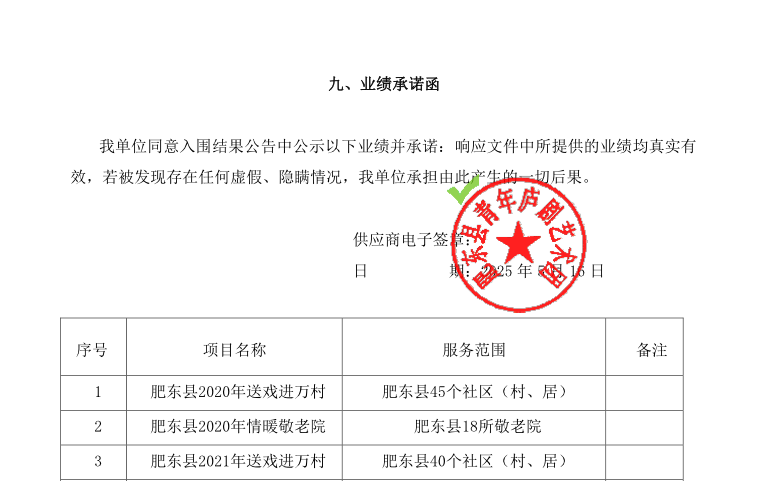 九、业绩承诺函
我单位同意入围结果公告中公示以下业绩并承诺：响应文件中所提供的业绩均真实有
效，若被发现存在任何虚假、隐瞒情况，我单位承担由此产生的一切后果。
供应商电子签章：
肥东县青年庐剧艺术团
日 期：2025 年 5 月 16 日
序号 项目名称 服务范围 备注
1 肥东县2020年送戏进万村 肥东县45个社区（村、居）
2 肥东县2020年情暖敬老院 肥东县18所敬老院
3 肥东县2021年送戏进万村 肥东县40个社区（村、居）